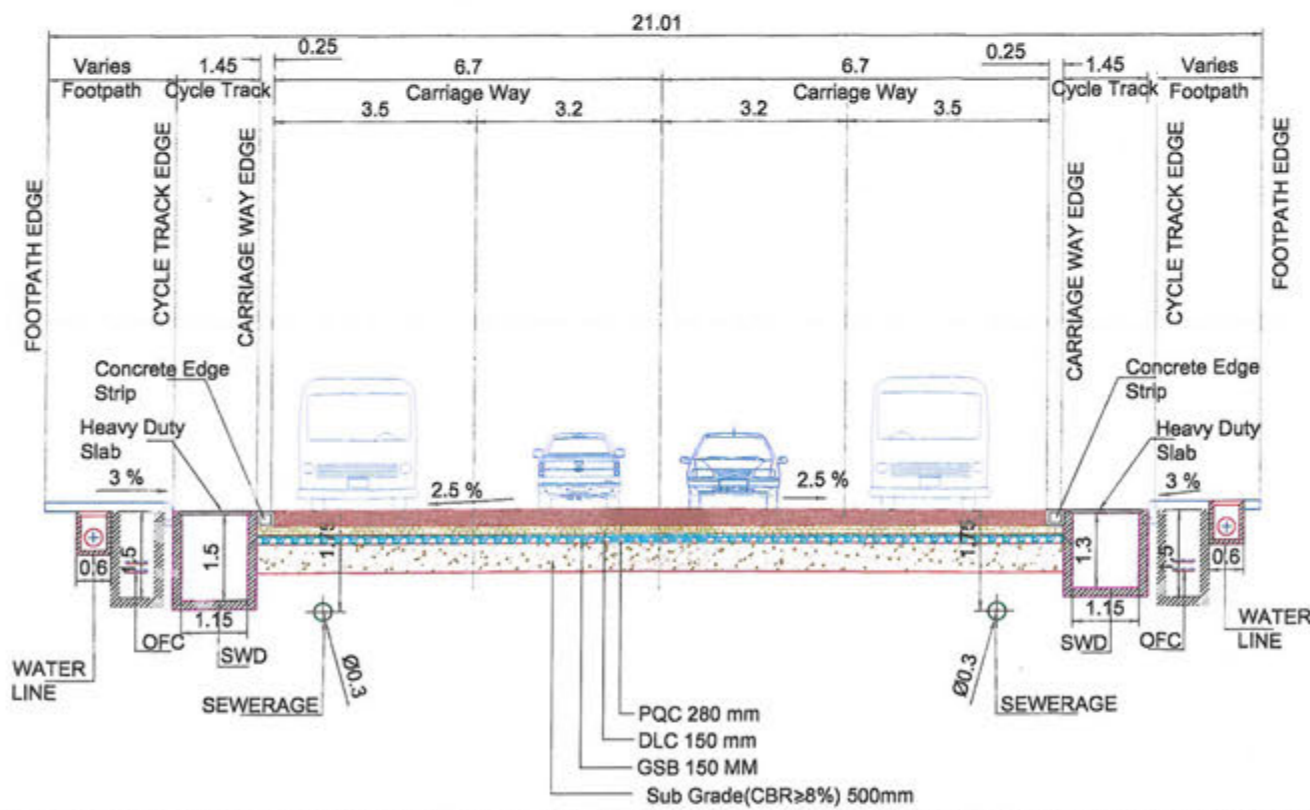 21.01
0.25
0.25
Varies
1.45
6.7
6.7
1.45
Varies
Footpath
Cycle Track
Carriage Way
Carriage Way
Cycle Track
Footpath
3.5
3.2
3.2
3.5
FOOTPATH EDGE
CYCLE TRACK EDGE
CARRIAGE WAY EDGE
CARRIAGE WAY EDGE
CYCLE TRACK EDGE
FOOTPATH EDGE
Concrete Edge
Strip
Heavy Duty
Slab
Concrete Edge
Strip
Heavy Duty
Slab
3 %
2.5 %
2.5 %
3 %
0.6
1.5
1.75
1.75
1.3
1.5
0.6
1.15
1.15
OFC
SWD
SWD
OFC
WATER
LINE
WATER
LINE
SEWERAGE
Ø0.3
Ø0.3
SEWERAGE
PQC 280 mm
DLC 150 mm
GSB 150 MM
Sub Grade(CBR≥8%) 500mm